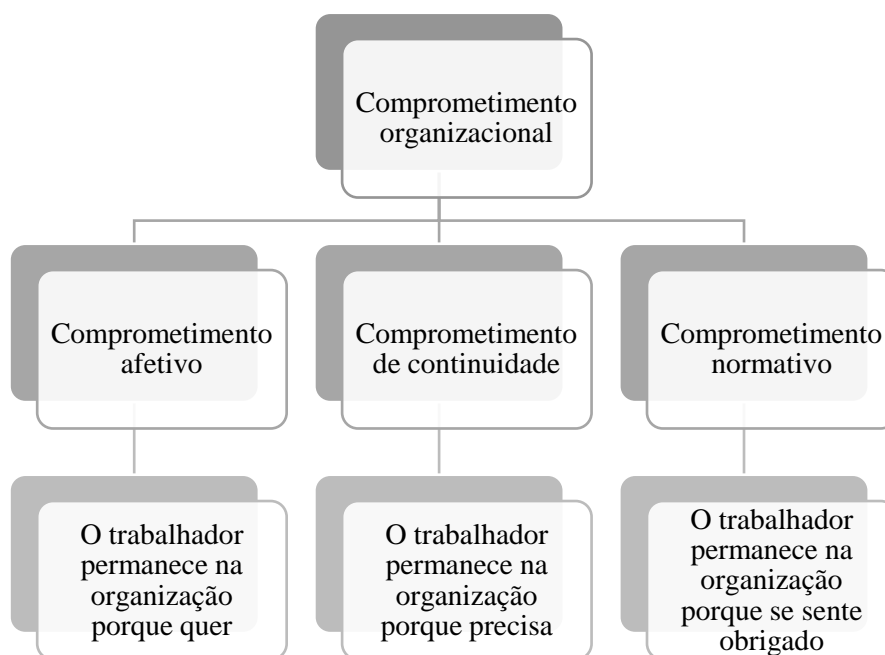 Comprometimento
organizacional
Comprometimento
afetivo
Comprometimento
de continuidade
Comprometimento
normativo
O trabalhador
permanece na
organização
porque quer
O trabalhador
permanece na
organização
porque precisa
O trabalhador
permanece na
organização
porque se sente
obrigado